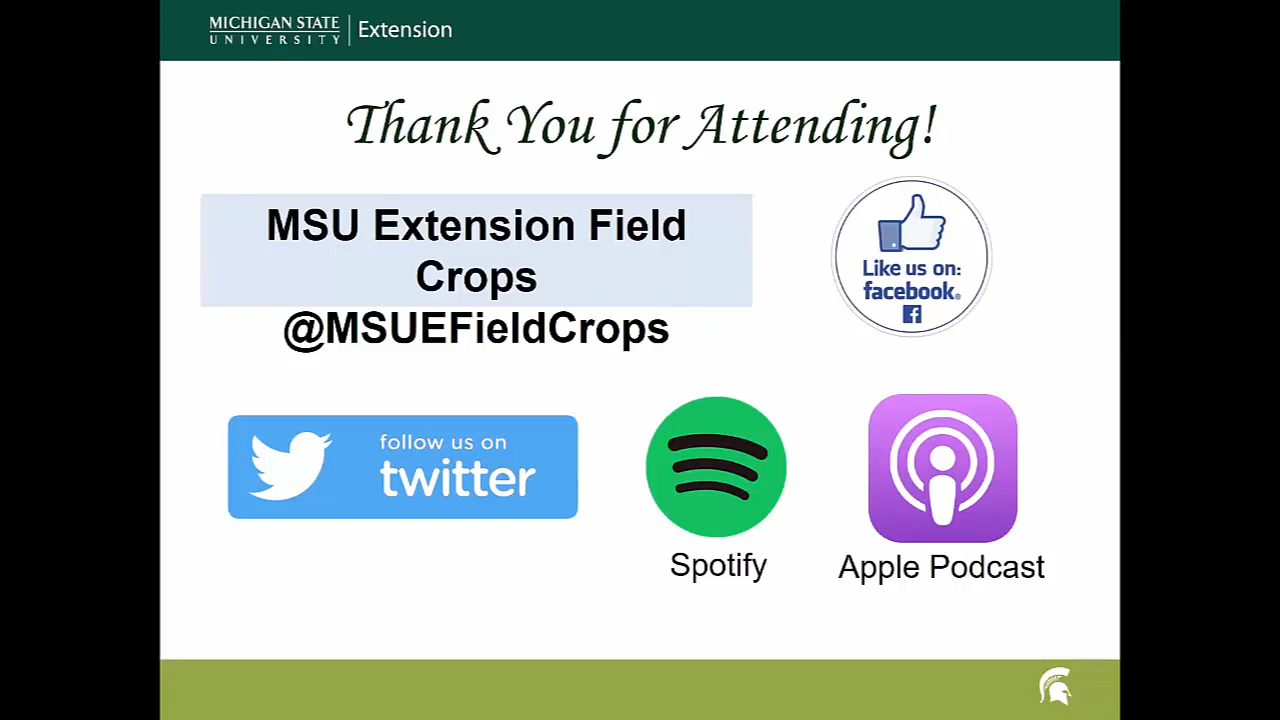 MICHIGAN STATE
UNIVERSITY
Extension
Thank You for Attending!
MSU Extension Field
Crops
@MSUEFieldCrops
Like us on:
facebook®
f
follow us on
twitter
Spotify
Apple Podcast